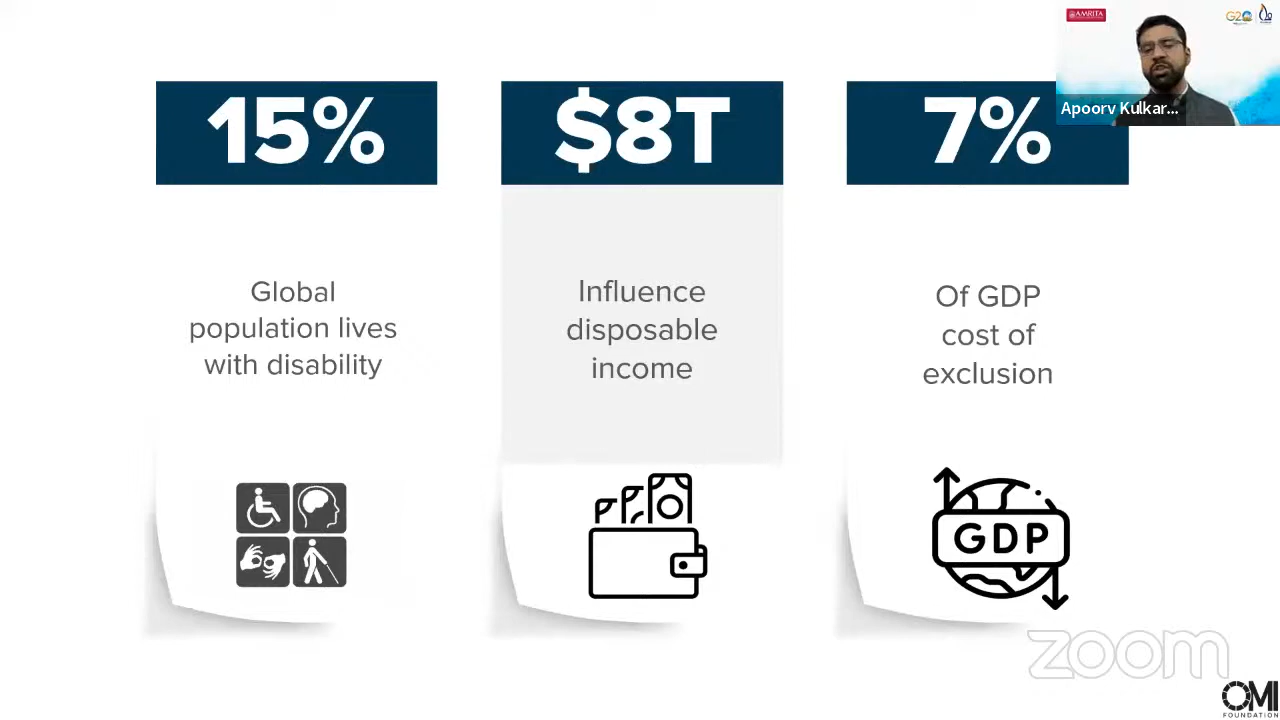 15%
Global
population lives
with disability
$8T
Influence
disposable
income
7%
Of GDP
cost of
exclusion
GDP
AMRITA
G20
Apoorv Kulkar...
zoom
OMI
FOUNDATION